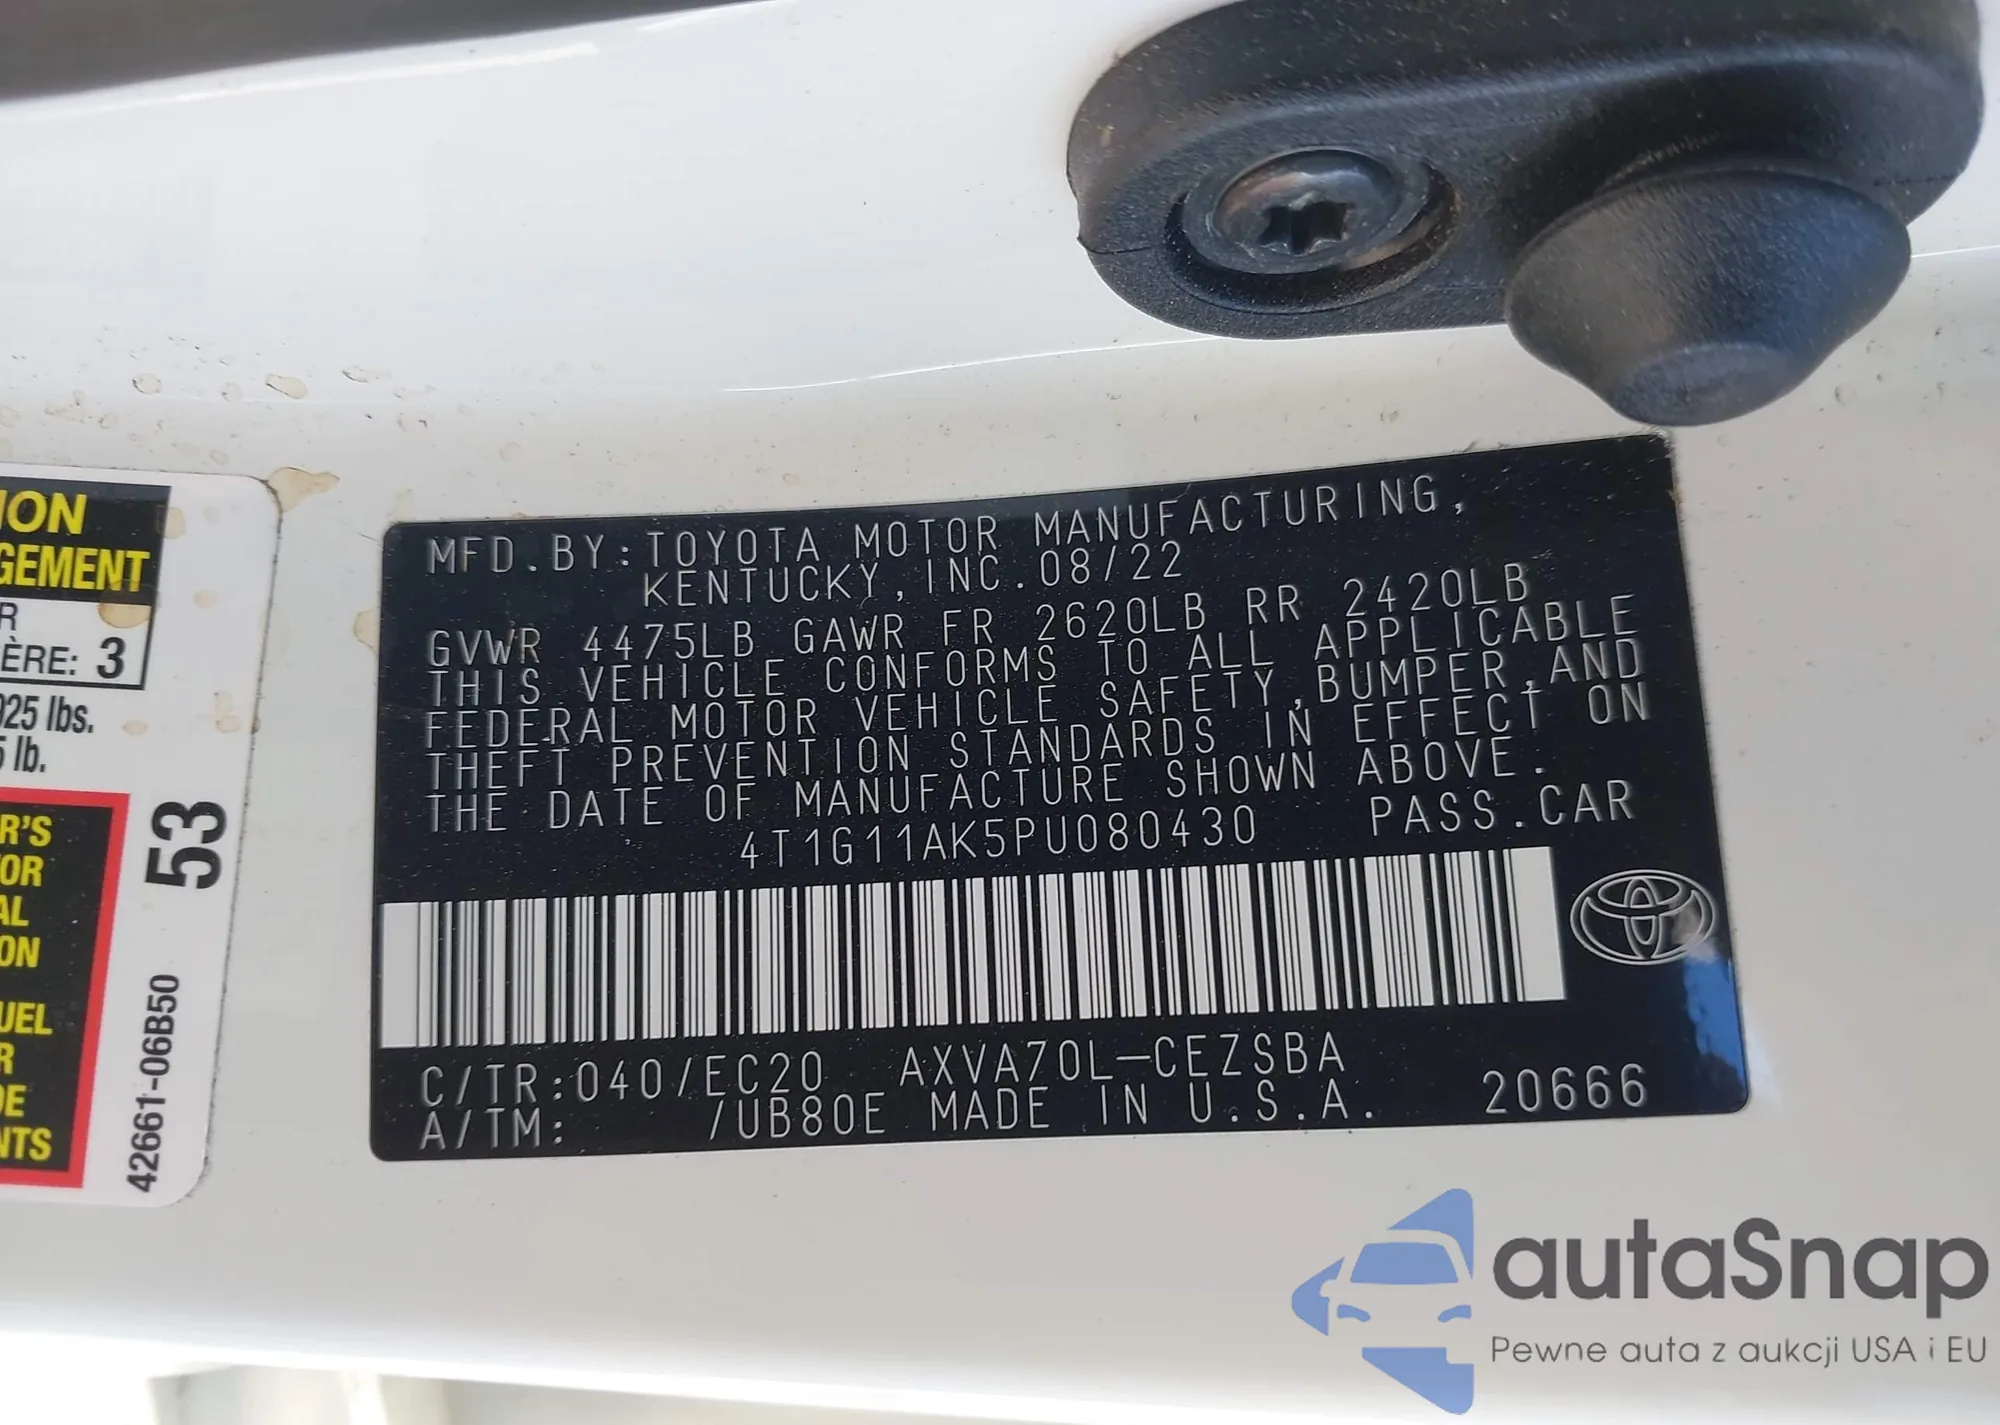 ION
GEMENT
R
ÈRE: 3
925 lbs.
5 lb.
R'S
OR
AL
ON
UEL
R
DE
NTS
53
42661-06B50
MFD.BY:TOYOTA MOTOR MANUFACTURING,
KENTUCKY,INC.08/22
GVWR 4475LB GAWR FR 2620LB RR 2420LB
THIS VEHICLE CONFORMS TO ALL APPLICABLE
FEDERAL MOTOR VEHICLE SAFETY,BUMPER,AND
THEFT PREVENTION STANDARDS IN EFFECT ON
THE DATE OF MANUFACTURE SHOWN ABOVE.
4T1G11AK5PU080430 PASS.CAR
C/TR:040/EC20 AXVA70L-CEZSBA
A/TM: /UB80E MADE IN U.S.A. 20666
autaSnap
Pewne auta z aukcji USA i EU